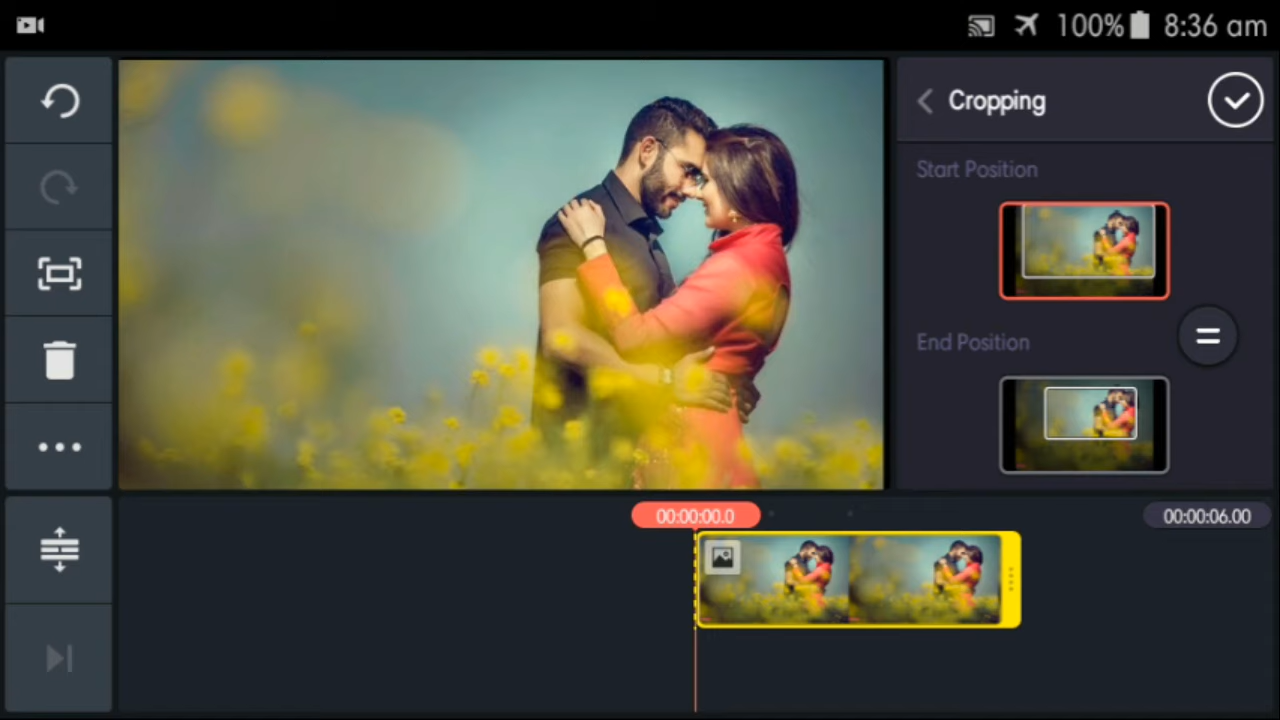 100% 8:36 am
Cropping
Start Position
End Position
00:00:00.0
00:00:06.00